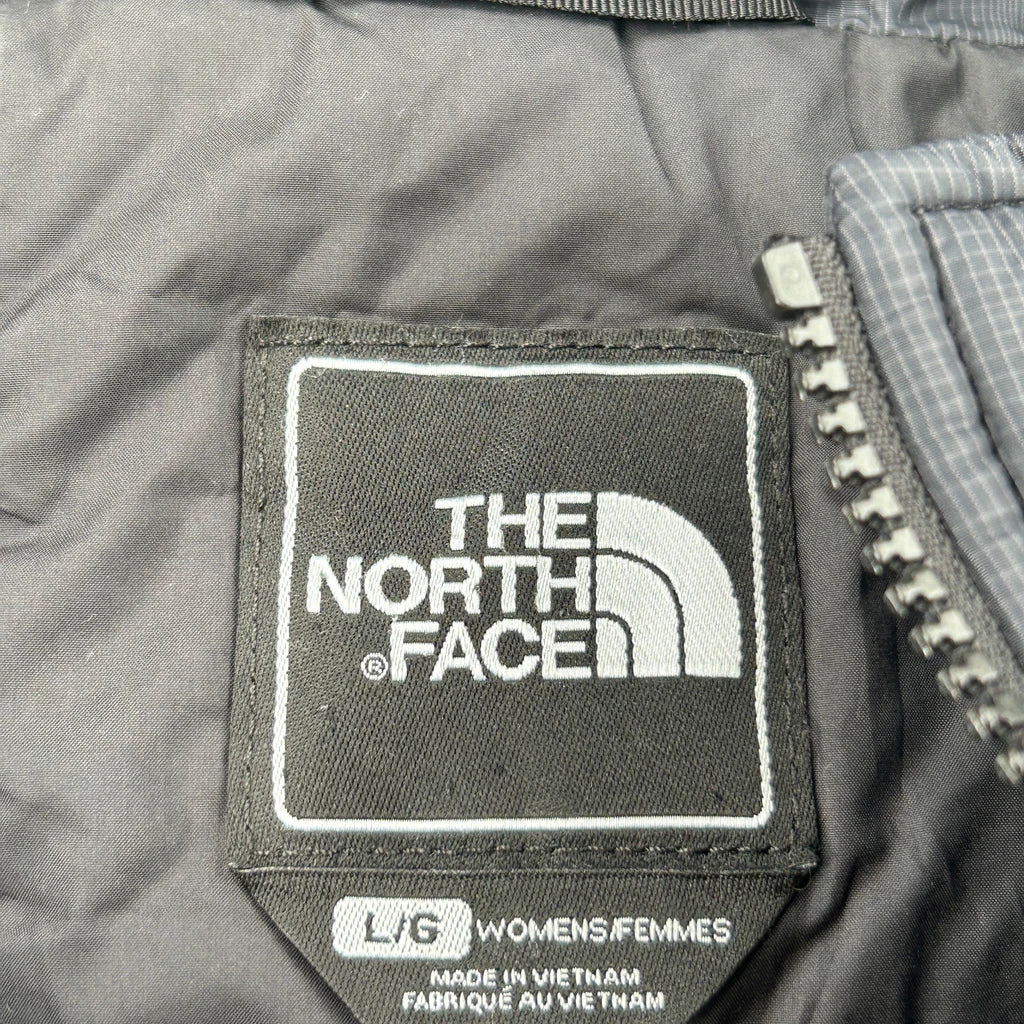 THE
NORTH
®FACE
L/G WOMENS/FEMMES
MADE IN VIETNAM
FABRIQUÉ AU VIETNAM